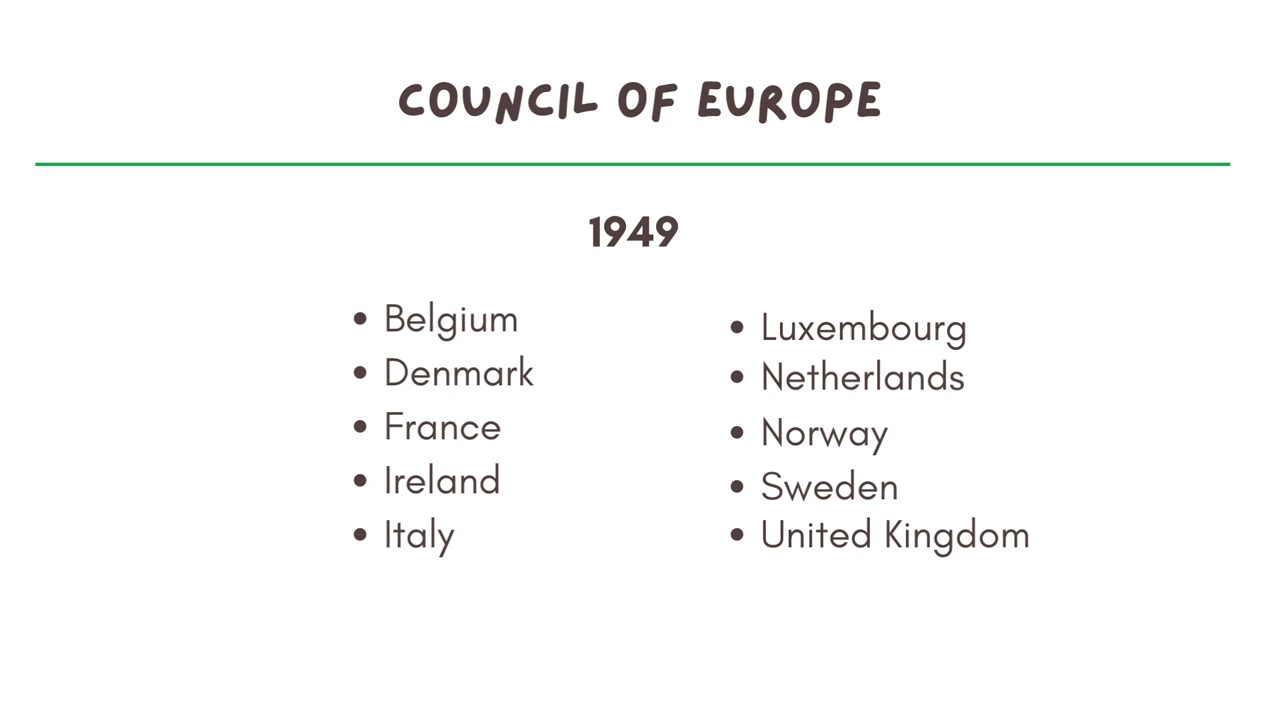 COUNCIL OF EUROPE
1949
• Belgium
• Denmark
• France
• Ireland
• Italy
• Luxembourg
• Netherlands
• Norway
• Sweden
• United Kingdom